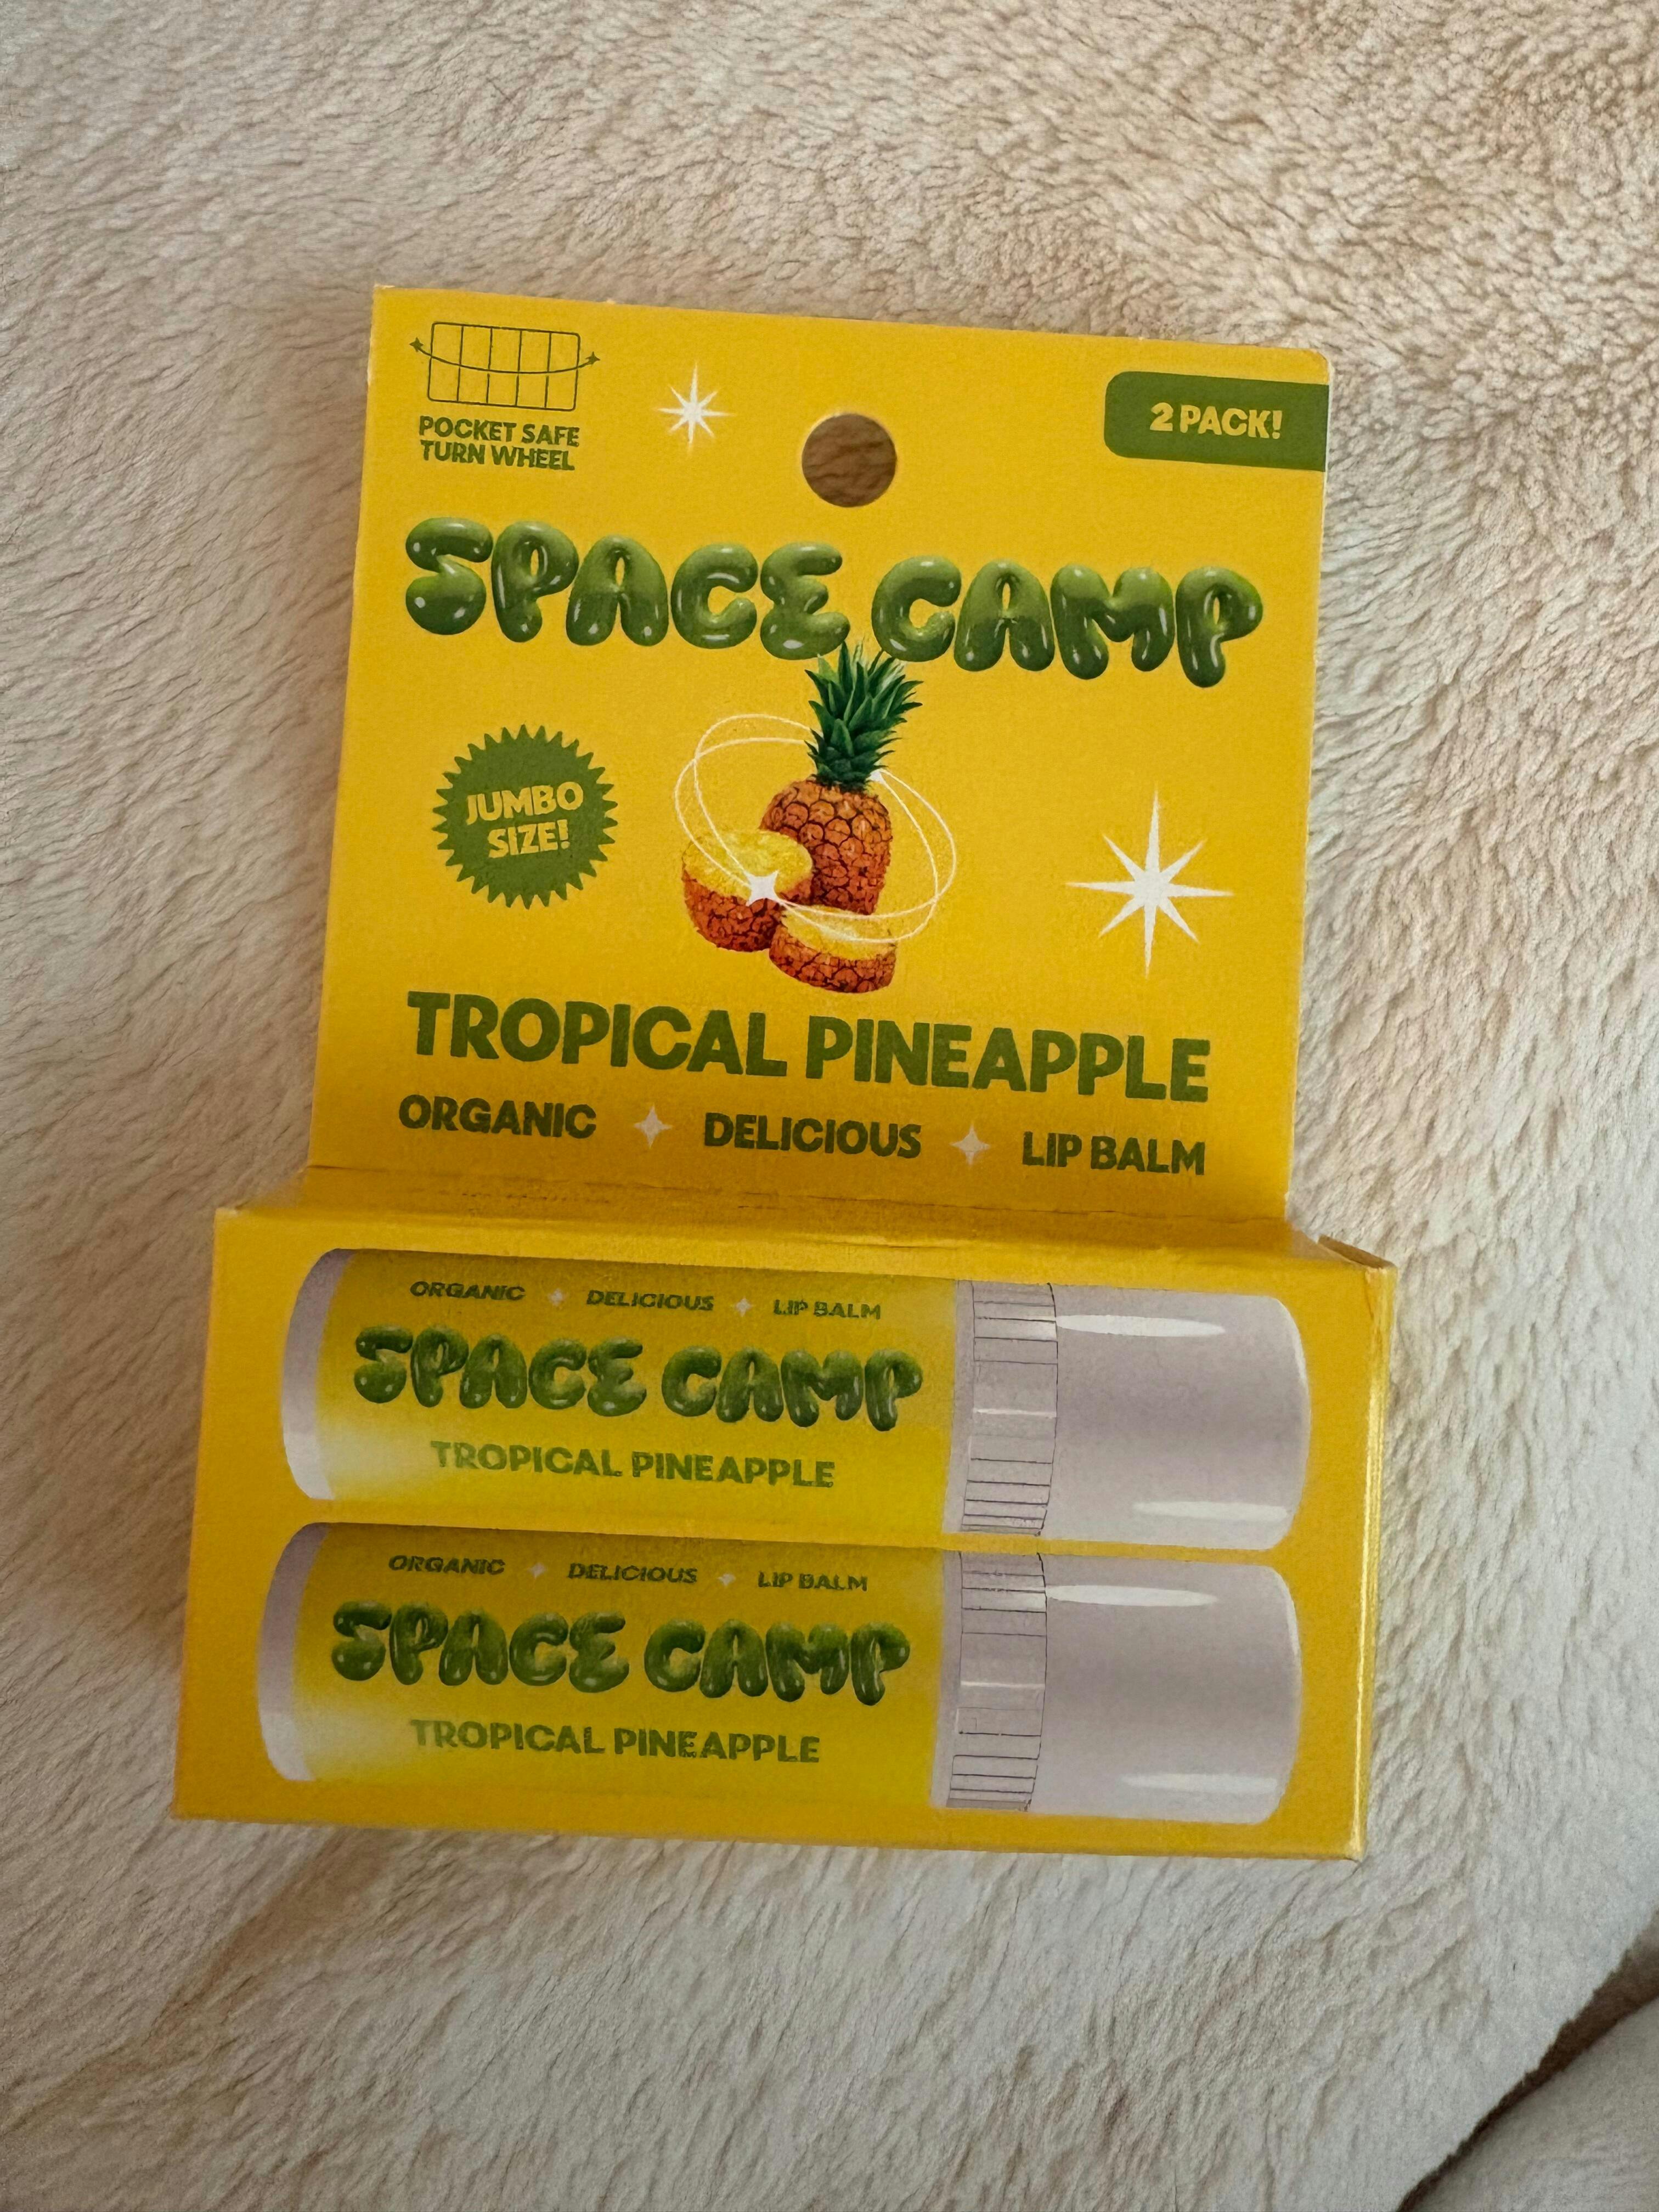 POCKET SAFE
TURN WHEEL
2 PACK!
SPACE CAMP
JUMBO
SIZE!
TROPICAL PINEAPPLE
ORGANIC DELICIOUS LIP BALM
ORGANIC DELICIOUS LIP BALM
SPACE CAMP
TROPICAL PINEAPPLE
ORGANIC DELICIOUS LIP BALM
SPACE CAMP
TROPICAL PINEAPPLE